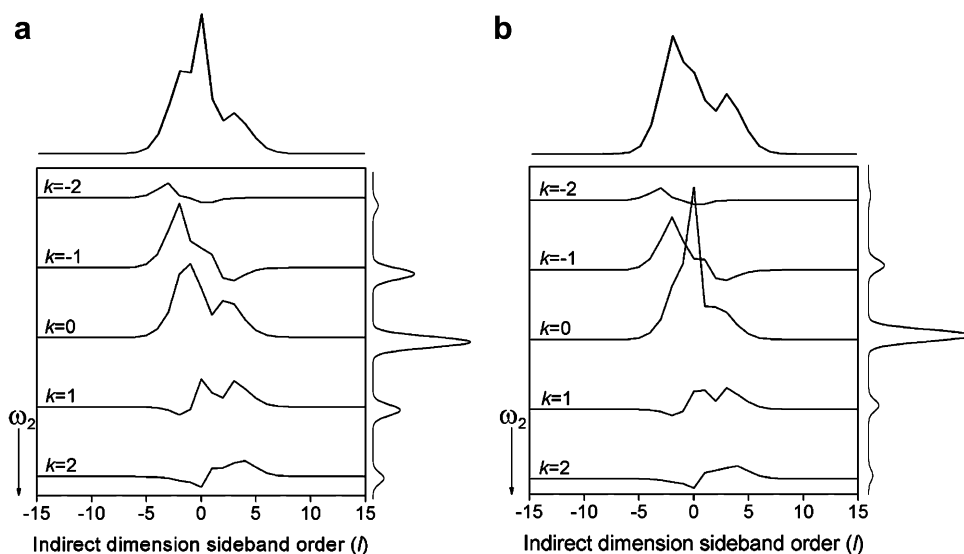 a
k=-2
k=-1
k=0
k=1
k=2
ω2
-15 -10 -5 0 5 10 15
Indirect dimension sideband order (l)
b
k=-2
k=-1
k=0
k=1
k=2
ω2
-15 -10 -5 0 5 10 15
Indirect dimension sideband order (l)